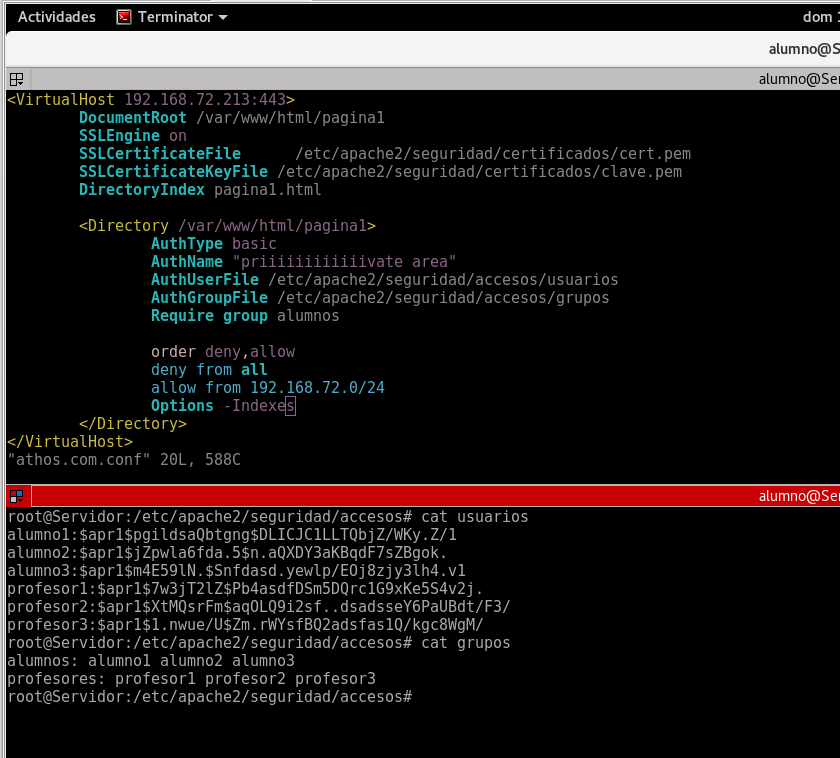 Actividades Terminator dom 1
alumno@S
alumno@Ser
<VirtualHost 192.168.72.213:443>
DocumentRoot /var/www/html/pagina1
SSLEngine on
SSLCertificateFile /etc/apache2/seguridad/certificados/cert.pem
SSLCertificateKeyFile /etc/apache2/seguridad/certificados/clave.pem
DirectoryIndex pagina1.html
<Directory /var/www/html/pagina1>
AuthType basic
AuthName "priiiiiiiiiiiivate area"
AuthUserFile /etc/apache2/seguridad/accesos/usuarios
AuthGroupFile /etc/apache2/seguridad/accesos/grupos
Require group alumnos
order deny,allow
deny from all
allow from 192.168.72.0/24
Options -Indexes
</Directory>
</VirtualHost>
"athos.com.conf" 20L, 588C
alumno@Ser
root@Servidor:/etc/apache2/seguridad/accesos# cat usuarios
alumno1:$apr1$pgildsaQbtgng$DLICJC1LLTQbjZ/WKy.Z/1
alumno2:$apr1$jZpwla6fda.5$n.aQXDY3aKBqdF7sZBgok.
alumno3:$apr1$m4E59lN.$Snfdasd.yewlp/EOj8zjy3lh4.v1
profesor1:$apr1$7w3jT2lZ$Pb4asdfDSm5DQrc1G9xKe5S4v2j.
profesor2:$apr1$XtMQsrFm$aqOLQ9i2sf..dsadsseY6PaUBdt/F3/
profesor3:$apr1$1.nwue/U$Zm.rWYsfBQ2adsfas1Q/kgc8WgM/
root@Servidor:/etc/apache2/seguridad/accesos# cat grupos
alumnos: alumno1 alumno2 alumno3
profesores: profesor1 profesor2 profesor3
root@Servidor:/etc/apache2/seguridad/accesos#